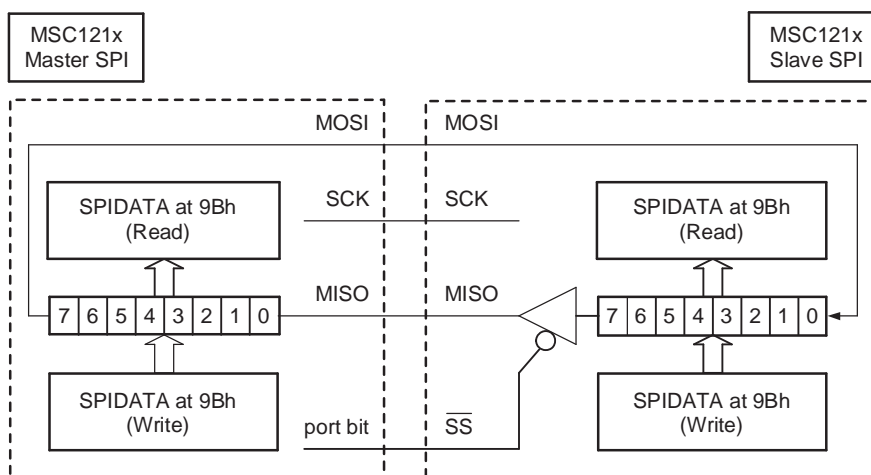 MSC121x
Master SPI
MSC121x
Slave SPI
MOSI MOSI
SPIDATA at 9Bh
(Read)
SCK SCK
SPIDATA at 9Bh
(Read)
MISO MISO
7 6 5 4 3 2 1 0
7 6 5 4 3 2 1 0
SPIDATA at 9Bh
(Write)
port bit SS
SPIDATA at 9Bh
(Write)